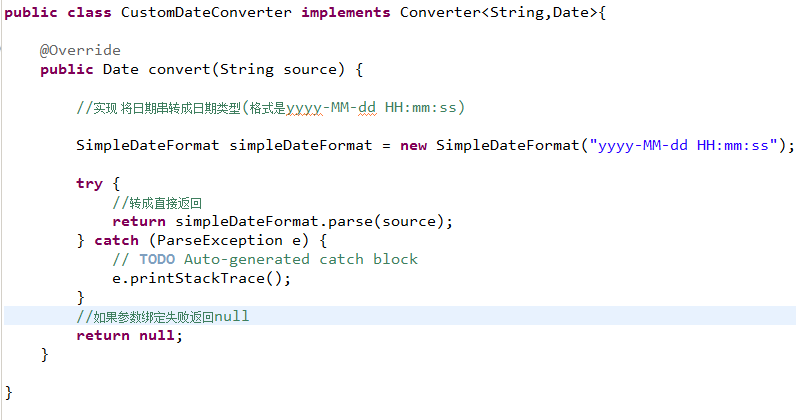 public class CustomDateConverter implements Converter<String,Date>{
@Override
public Date convert(String source) {
//实现 将日期串转成日期类型(格式是yyyy-MM-dd HH:mm:ss)
SimpleDateFormat simpleDateFormat = new SimpleDateFormat("yyyy-MM-dd HH:mm:ss");
try {
//转成直接返回
return simpleDateFormat.parse(source);
} catch (ParseException e) {
// TODO Auto-generated catch block
e.printStackTrace();
}
//如果参数绑定失败返回null
return null;
}
}